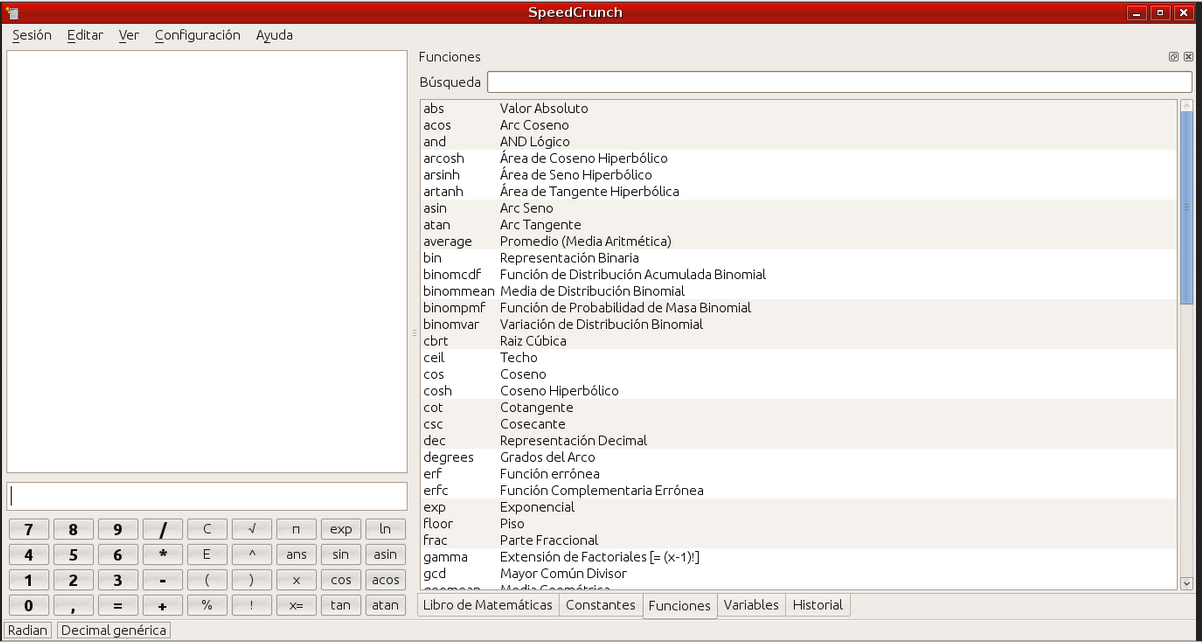 SpeedCrunch
Sesión Editar Ver Configuración Ayuda
Funciones
Búsqueda
abs Valor Absoluto
acos Arc Coseno
and AND Lógico
arcosh Área de Coseno Hiperbólico
arsinh Área de Seno Hiperbólico
artanh Área de Tangente Hiperbólica
asin Arc Seno
atan Arc Tangente
average Promedio (Media Aritmética)
bin Representación Binaria
binomcdf Función de Distribución Acumulada Binomial
binommean Media de Distribución Binomial
binompmf Función de Probabilidad de Masa Binomial
binomvar Variación de Distribución Binomial
cbrt Raiz Cúbica
ceil Techo
cos Coseno
cosh Coseno Hiperbólico
cot Cotangente
csc Cosecante
dec Representación Decimal
degrees Grados del Arco
erf Función errónea
erfc Función Complementaria Errónea
exp Exponencial
floor Piso
frac Parte Fraccional
gamma Extensión de Factoriales [= (x-1)!]
gcd Mayor Común Divisor
geomean Media Geométrica
7 8 9 / C √ π exp ln
4 5 6 * E ^ ans sin asin
1 2 3 - ( ) x cos acos
0 , = + % ! x= tan atan
Libro de Matemáticas Constantes Funciones Variables Historial
Radian Decimal genérica